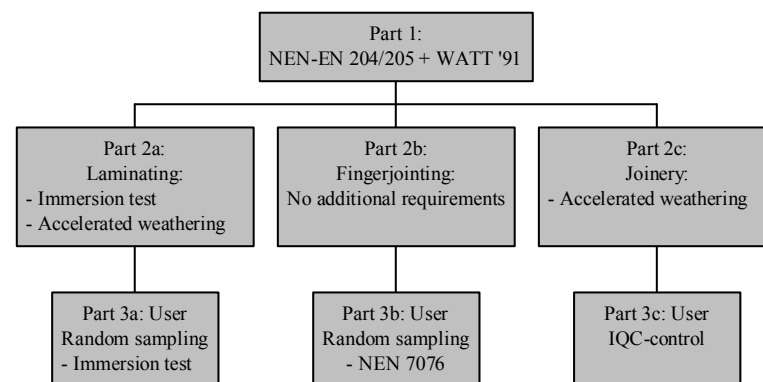 Part 1:
NEN-EN 204/205 + WATT '91
Part 2a:
Laminating:
- Immersion test
- Accelerated weathering
Part 2b:
Fingerjointing:
No additional requirements
Part 2c:
Joinery:
- Accelerated weathering
Part 3a: User
Random sampling
- Immersion test
Part 3b: User
Random sampling
- NEN 7076
Part 3c: User
IQC-control